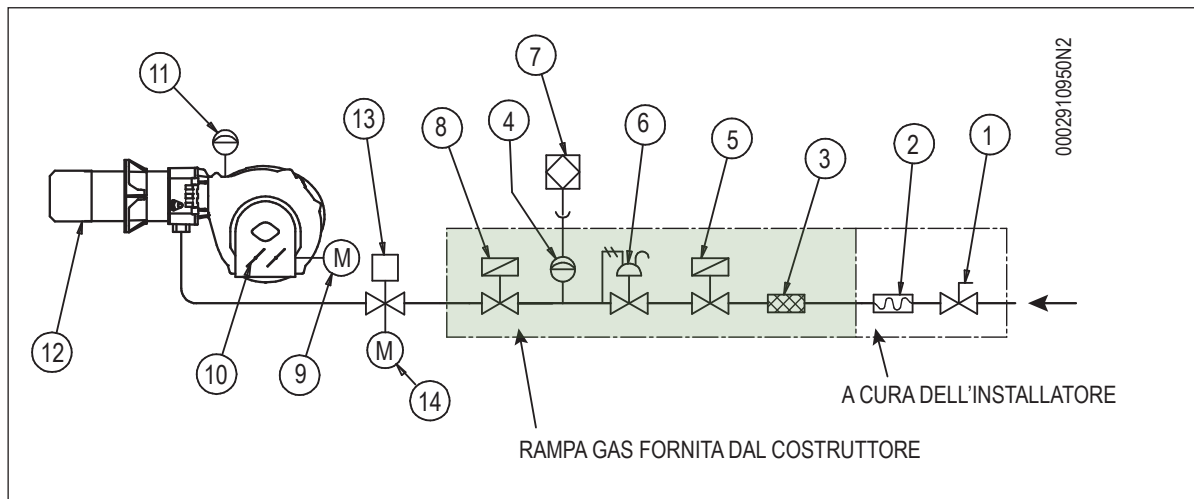 0002910950N2
11
7
13
8
4
6
5
3
2
1
M
M
12
10
9
14
A CURA DELL'INSTALLATORE
RAMPA GAS FORNITA DAL COSTRUTTORE